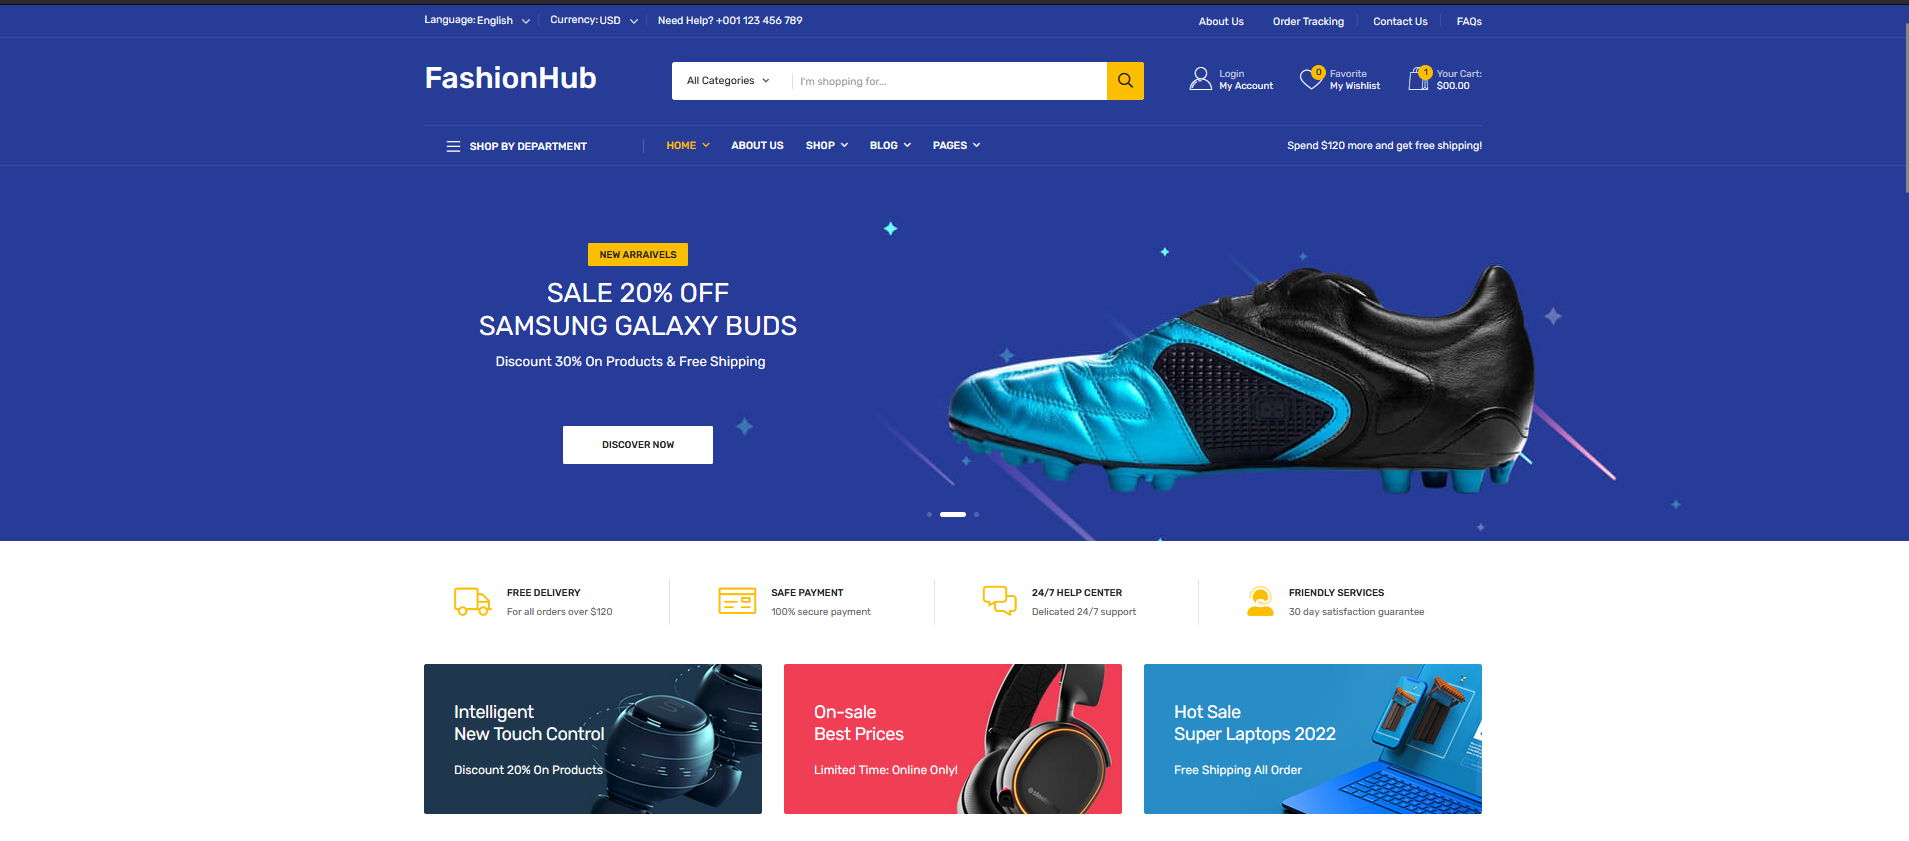 Language: English
Currency: USD
Need Help? +001 123 456 789
About Us
Order Tracking
Contact Us
FAQs
FashionHub
All Categories
I'm shopping for...
Login
My Account
0
Favorite
My Wishlist
1
Your Cart:
$00.00
SHOP BY DEPARTMENT
HOME
ABOUT US
SHOP
BLOG
PAGES
Spend $120 more and get free shipping!
NEW ARRAIVELS
SALE 20% OFF
SAMSUNG GALAXY BUDS
Discount 30% On Products & Free Shipping
DISCOVER NOW
FREE DELIVERY
For all orders over $120
SAFE PAYMENT
100% secure payment
24/7 HELP CENTER
Delicated 24/7 support
FRIENDLY SERVICES
30 day satisfaction guarantee
Intelligent
New Touch Control
Discount 20% On Products
On-sale
Best Prices
Limited Time: Online Only!
Hot Sale
Super Laptops 2022
Free Shipping All Order